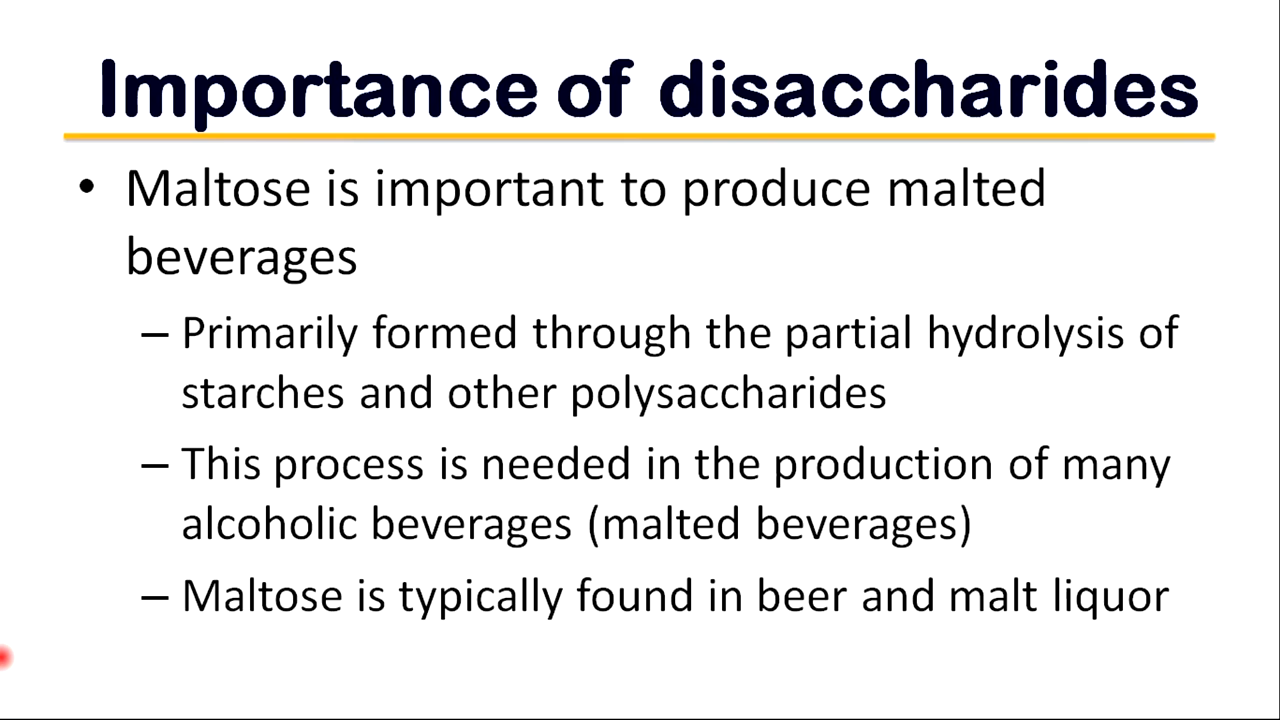 Importance of disaccharides
• Maltose is important to produce malted
beverages
– Primarily formed through the partial hydrolysis of
starches and other polysaccharides
– This process is needed in the production of many
alcoholic beverages (malted beverages)
– Maltose is typically found in beer and malt liquor